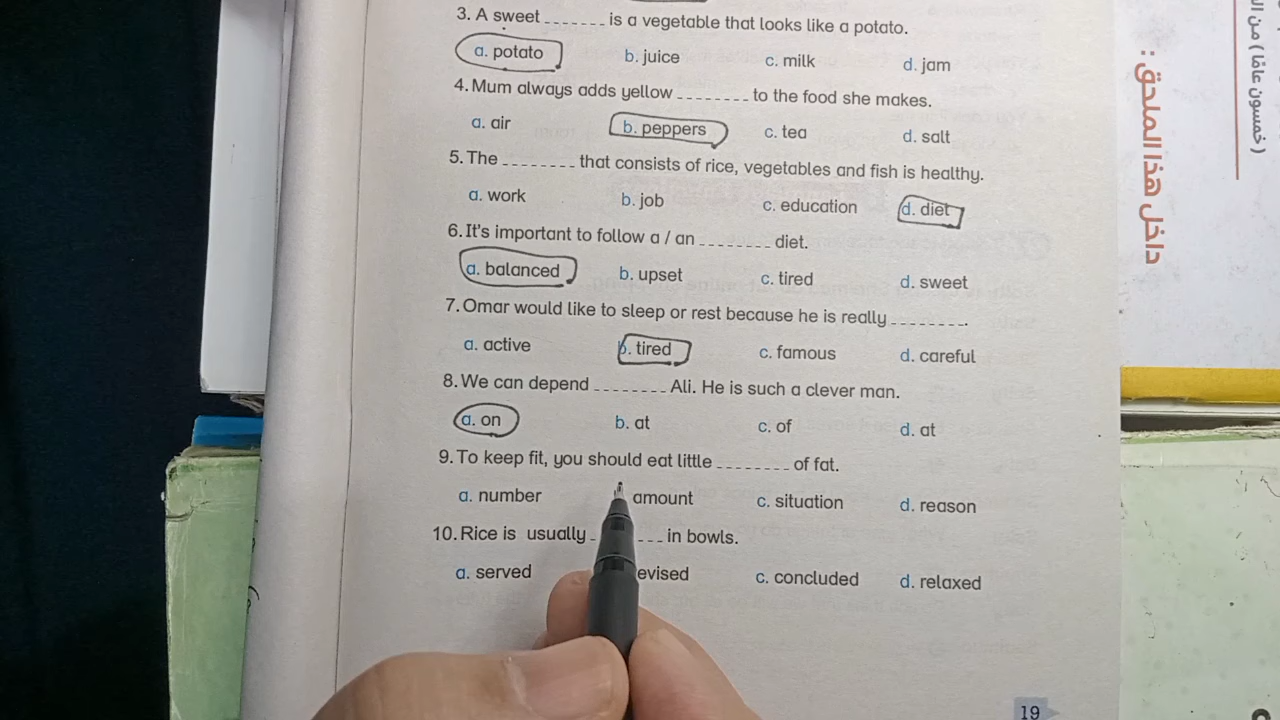 3. A sweet _______ is a vegetable that looks like a potato.
a. potato b. juice c. milk d. jam
4. Mum always adds yellow ________ to the food she makes.
a. air b. peppers c. tea d. salt
5. The ________ that consists of rice, vegetables and fish is healthy.
a. work b. job c. education d. diet
6. It's important to follow a / an ________ diet.
a. balanced b. upset c. tired d. sweet
7. Omar would like to sleep or rest because he is really ________.
a. active b. tired c. famous d. careful
8. We can depend ________ Ali. He is such a clever man.
a. on b. at c. of d. at
9. To keep fit, you should eat little ________ of fat.
a. number amount c. situation d. reason
10. Rice is usually ____ in bowls.
a. served evised c. concluded d. relaxed
19
داخل هذا الملحق :
( خمسون عامًا ) من